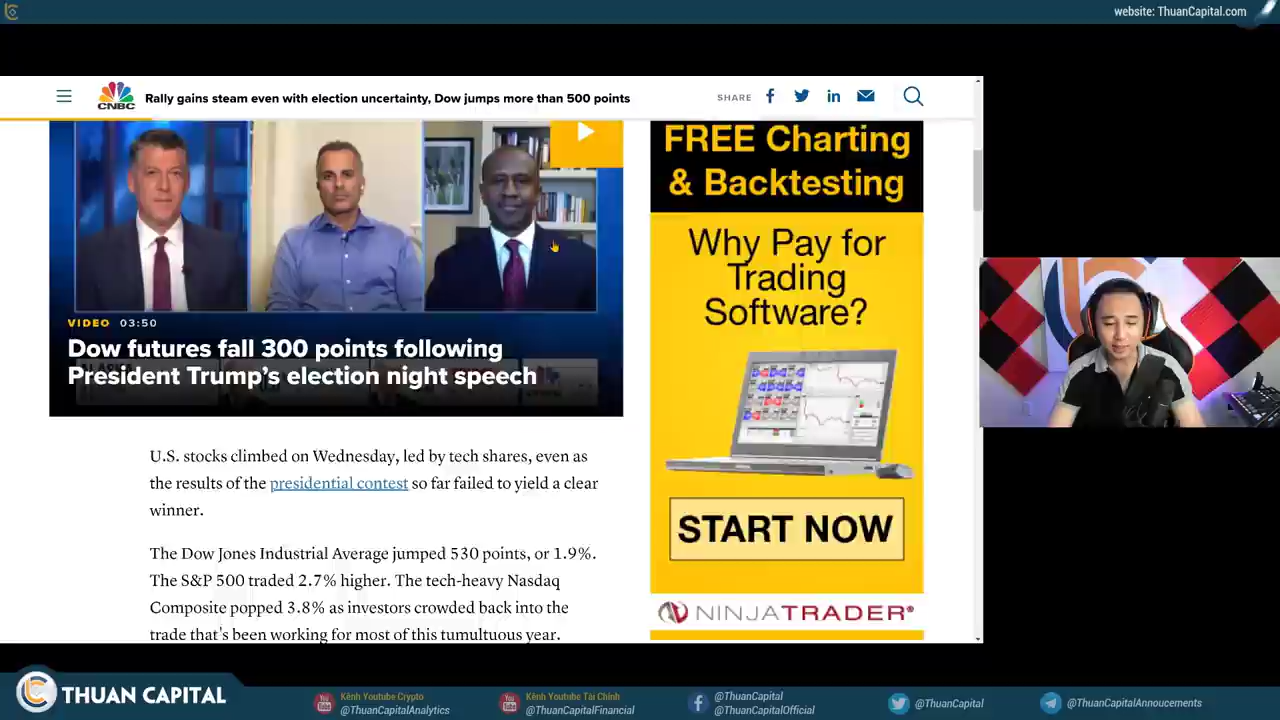 website: ThuanCapital.com
CNBC
Rally gains steam even with election uncertainty, Dow jumps more than 500 points
SHARE
VIDEO 03:50
Dow futures fall 300 points following
President Trump's election night speech
U.S. stocks climbed on Wednesday, led by tech shares, even as
the results of the presidential contest so far failed to yield a clear
winner.
The Dow Jones Industrial Average jumped 530 points, or 1.9%.
The S&P 500 traded 2.7% higher. The tech-heavy Nasdaq
Composite popped 3.8% as investors crowded back into the
trade that's been working for most of this tumultuous year.
FREE Charting
& Backtesting
Why Pay for
Trading
Software?
START NOW
NINJATRADER®
THUAN CAPITAL
Kênh Youtube Crypto
@ThuanCapitalAnalytics
Kênh Youtube Tài Chính
@ThuanCapitalFinancial
@ThuanCapital
@ThuanCapitalOfficial
@ThuanCapital
@ThuanCapitalAnnoucements